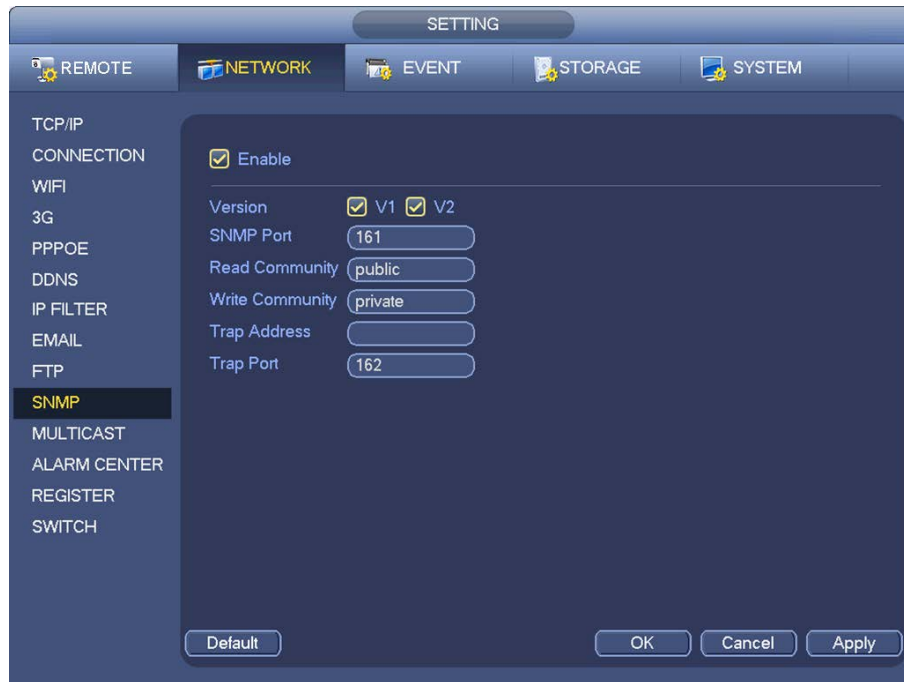 SETTING
REMOTE NETWORK EVENT STORAGE SYSTEM
TCP/IP
CONNECTION
WIFI
3G
PPPOE
DDNS
IP FILTER
EMAIL
FTP
SNMP
MULTICAST
ALARM CENTER
REGISTER
SWITCH
Enable
Version V1 V2
SNMP Port 161
Read Community public
Write Community private
Trap Address
Trap Port 162
Default OK Cancel Apply